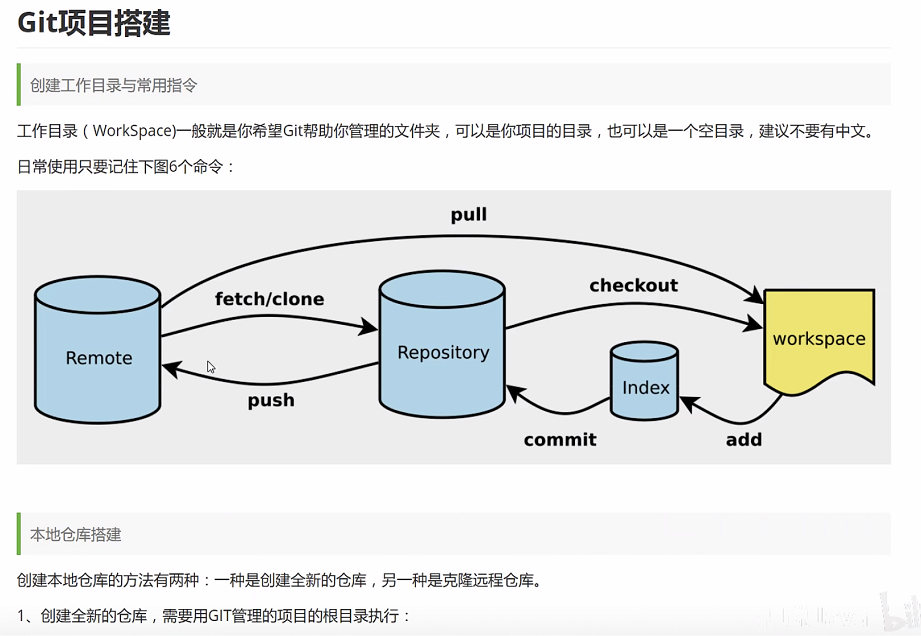 Git项目搭建
创建工作目录与常用指令
工作目录（WorkSpace)一般就是你希望Git帮助你管理的文件夹，可以是你项目的目录，也可以是一个空目录，建议不要有中文。
日常使用只要记住下图6个命令：
pull
fetch/clone
checkout
Remote
Repository
workspace
Index
push
commit
add
本地仓库搭建
创建本地仓库的方法有两种：一种是创建全新的仓库，另一种是克隆远程仓库。
1、创建全新的仓库，需要用GIT管理的项目的根目录执行：